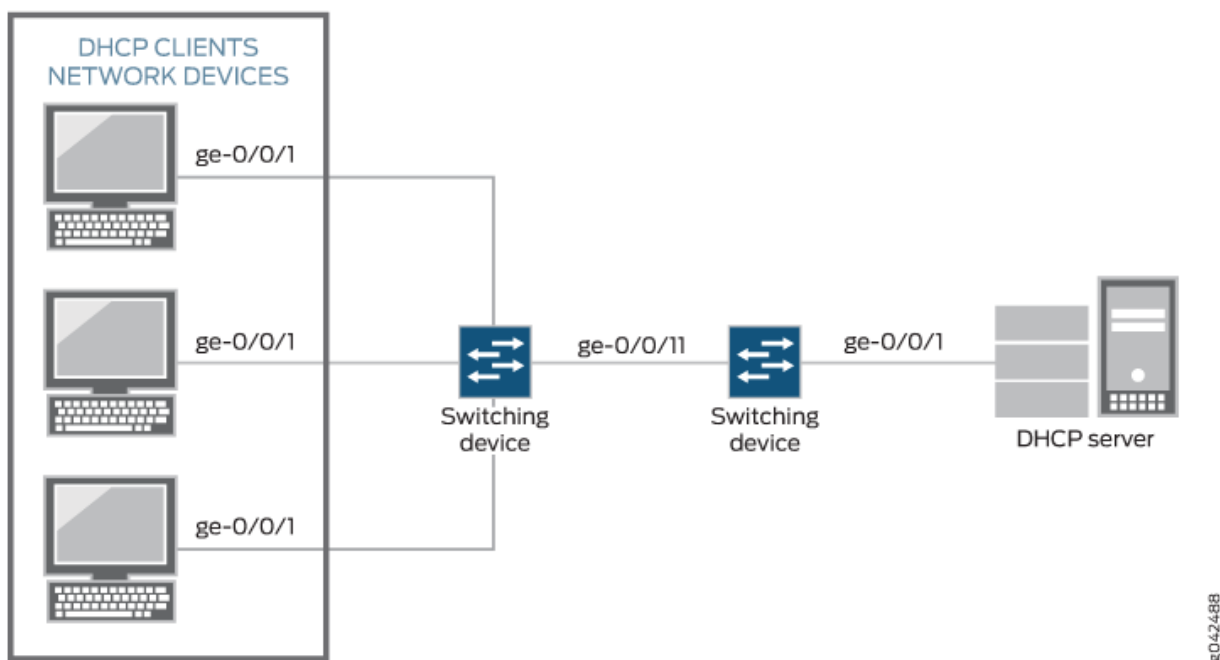 DHCP CLIENTS
NETWORK DEVICES
ge-0/0/1
ge-0/0/1
ge-0/0/11
ge-0/0/1
Switching
device
Switching
device
DHCP server
ge-0/0/1
g042488